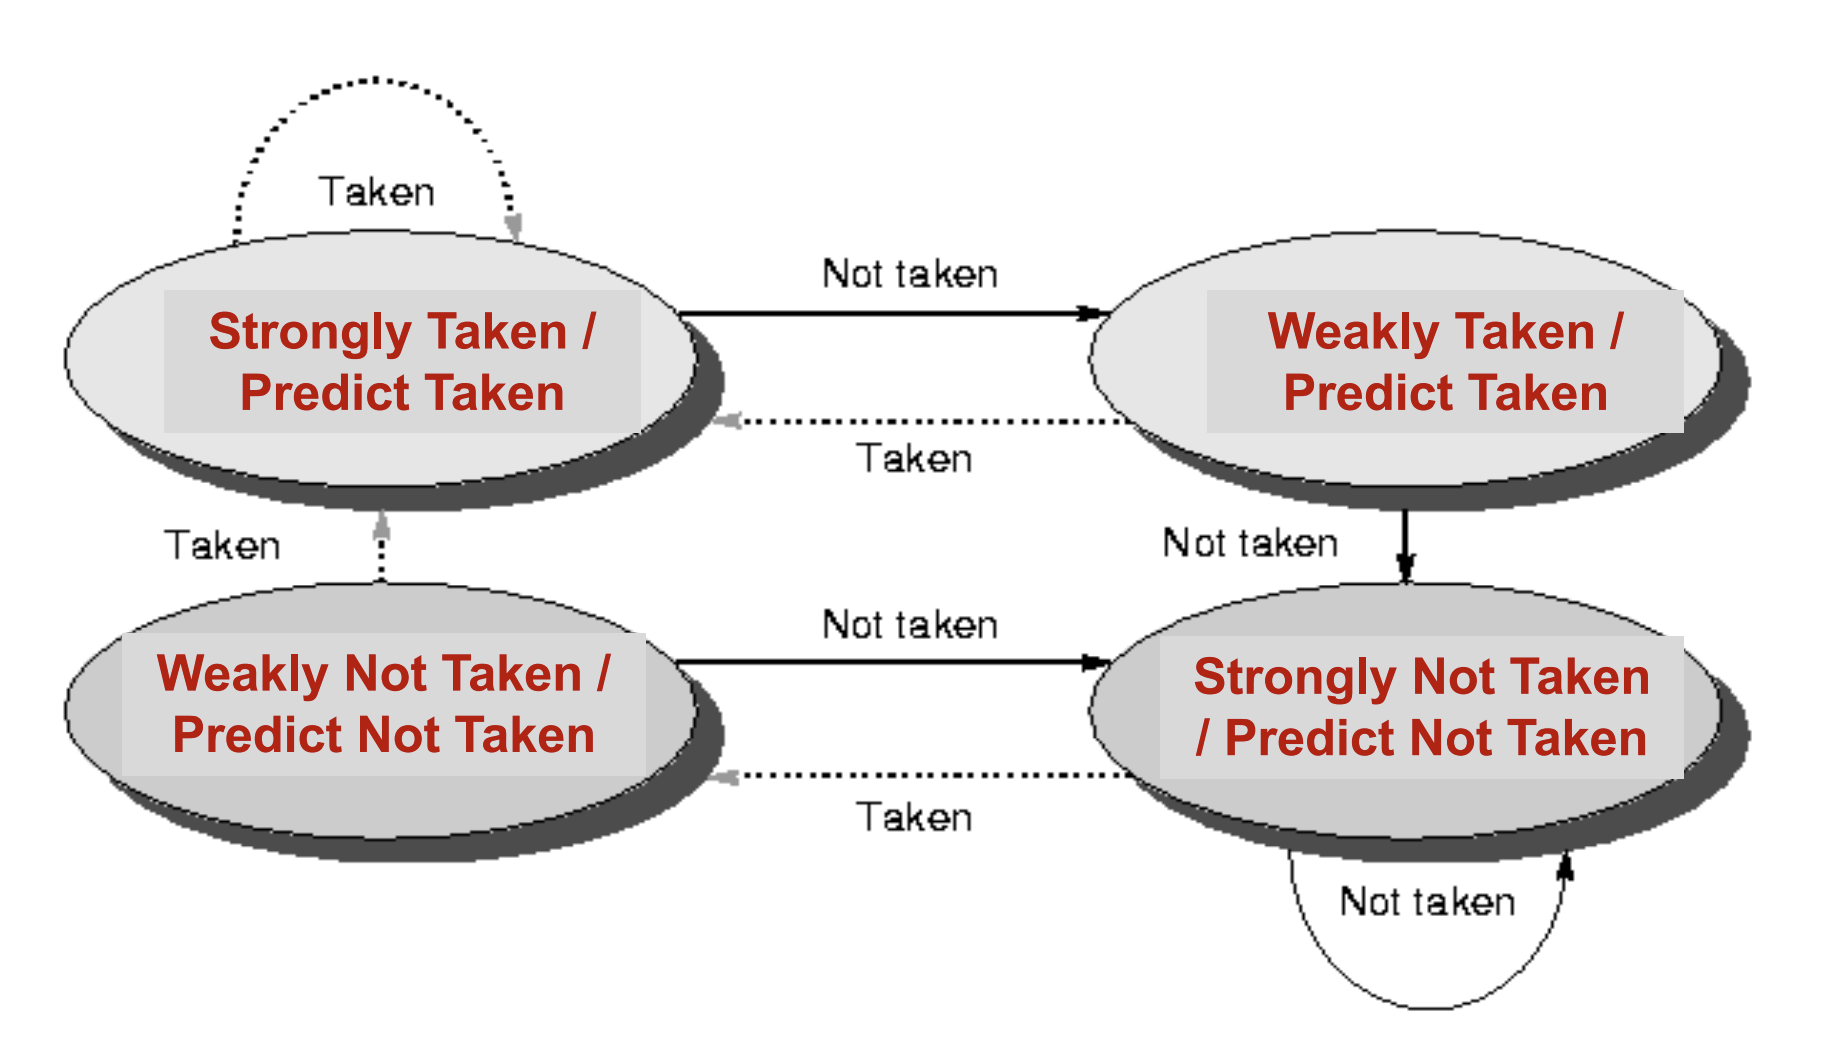 Taken
Not taken
Strongly Taken /
Predict Taken
Weakly Taken /
Predict Taken
Taken
Taken
Not taken
Not taken
Weakly Not Taken /
Predict Not Taken
Strongly Not Taken
/ Predict Not Taken
Taken
Not taken